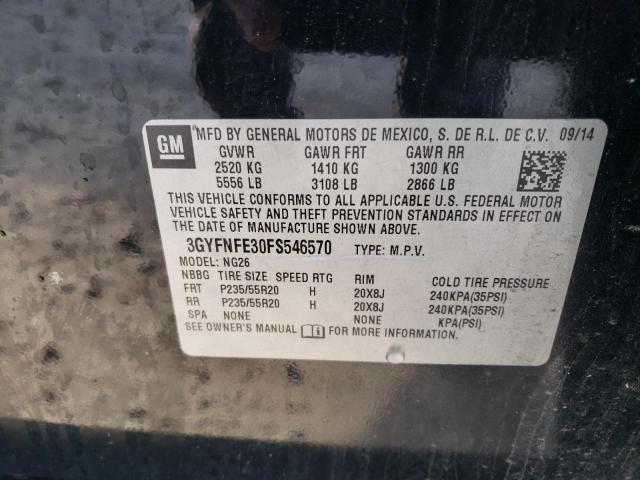 GM MFD BY GENERAL MOTORS DE MEXICO, S. DE R.L. DE C.V. 09/14
GVWR GAWR FRT GAWR RR
2520 KG 1410 KG 1300 KG
5556 LB 3108 LB 2866 LB
THIS VEHICLE CONFORMS TO ALL APPLICABLE U.S. FEDERAL MOTOR
VEHICLE SAFETY AND THEFT PREVENTION STANDARDS IN EFFECT ON
THE DATE OF MANUFACTURE SHOWN ABOVE.
3GYFNFE30FS546570 TYPE: M.P.V.
MODEL: NG26
NBBG TIRE SIZE SPEED RTG RIM COLD TIRE PRESSURE
FRT P235/55R20 H 20X8J 240KPA(35PSI)
RR P235/55R20 H 20X8J 240KPA(35PSI)
SPA NONE NONE KPA(PSI)
SEE OWNER'S MANUAL FOR MORE INFORMATION.